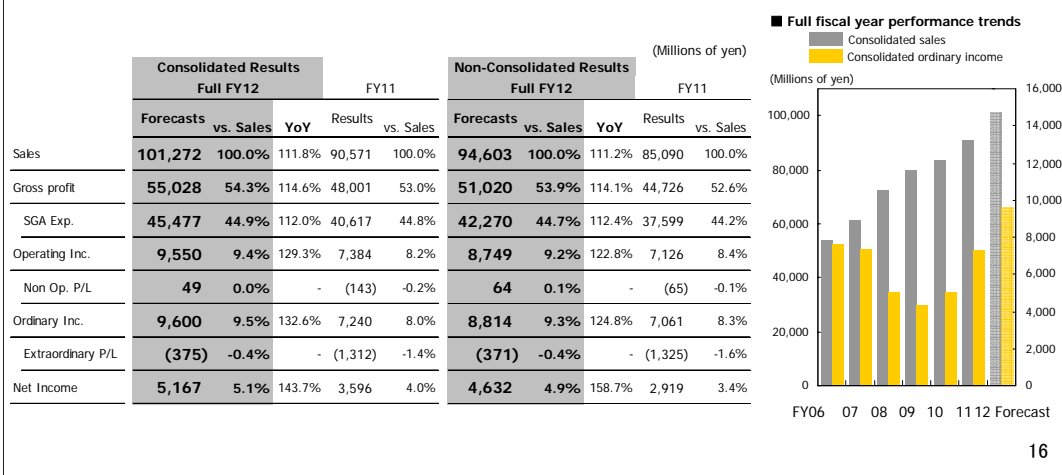 (Millions of yen)
Consolidated Results Non-Consolidated Results
Full FY12 FY11 Full FY12 FY11
Forecasts vs. Sales YoY Results vs. Sales Forecasts vs. Sales YoY Results vs. Sales
Sales 101,272 100.0% 111.8% 90,571 100.0% 94,603 100.0% 111.2% 85,090 100.0%
Gross profit 55,028 54.3% 114.6% 48,001 53.0% 51,020 53.9% 114.1% 44,726 52.6%
SGA Exp. 45,477 44.9% 112.0% 40,617 44.8% 42,270 44.7% 112.4% 37,599 44.2%
Operating Inc. 9,550 9.4% 129.3% 7,384 8.2% 8,749 9.2% 122.8% 7,126 8.4%
Non Op. P/L 49 0.0% - (143) -0.2% 64 0.1% - (65) -0.1%
Ordinary Inc. 9,600 9.5% 132.6% 7,240 8.0% 8,814 9.3% 124.8% 7,061 8.3%
Extraordinary P/L (375) -0.4% - (1,312) -1.4% (371) -0.4% - (1,325) -1.6%
Net Income 5,167 5.1% 143.7% 3,596 4.0% 4,632 4.9% 158.7% 2,919 3.4%
■ Full fiscal year performance trends
Consolidated sales
Consolidated ordinary income
(Millions of yen)
100,000
80,000
60,000
40,000
20,000
0
16,000
14,000
12,000
10,000
8,000
6,000
4,000
2,000
0
FY06 07 08 09 10 11 12 Forecast
16